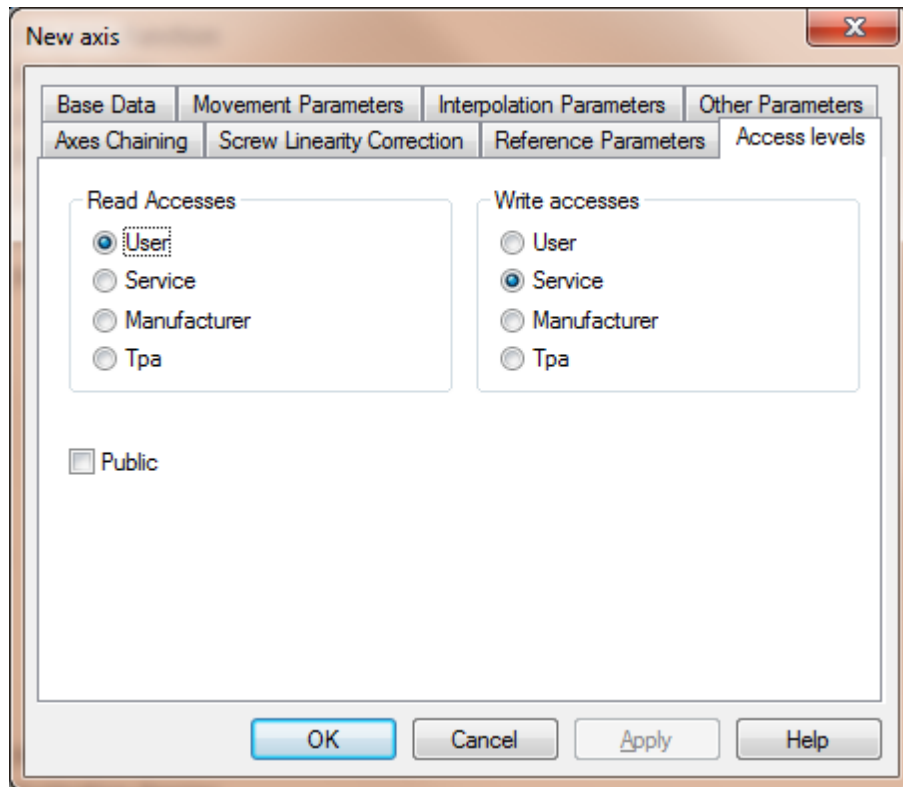 New axis
Base Data Movement Parameters Interpolation Parameters Other Parameters
Axes Chaining Screw Linearity Correction Reference Parameters Access levels
Read Accesses
User
Service
Manufacturer
Tpa
Write accesses
User
Service
Manufacturer
Tpa
Public
OK Cancel Apply Help